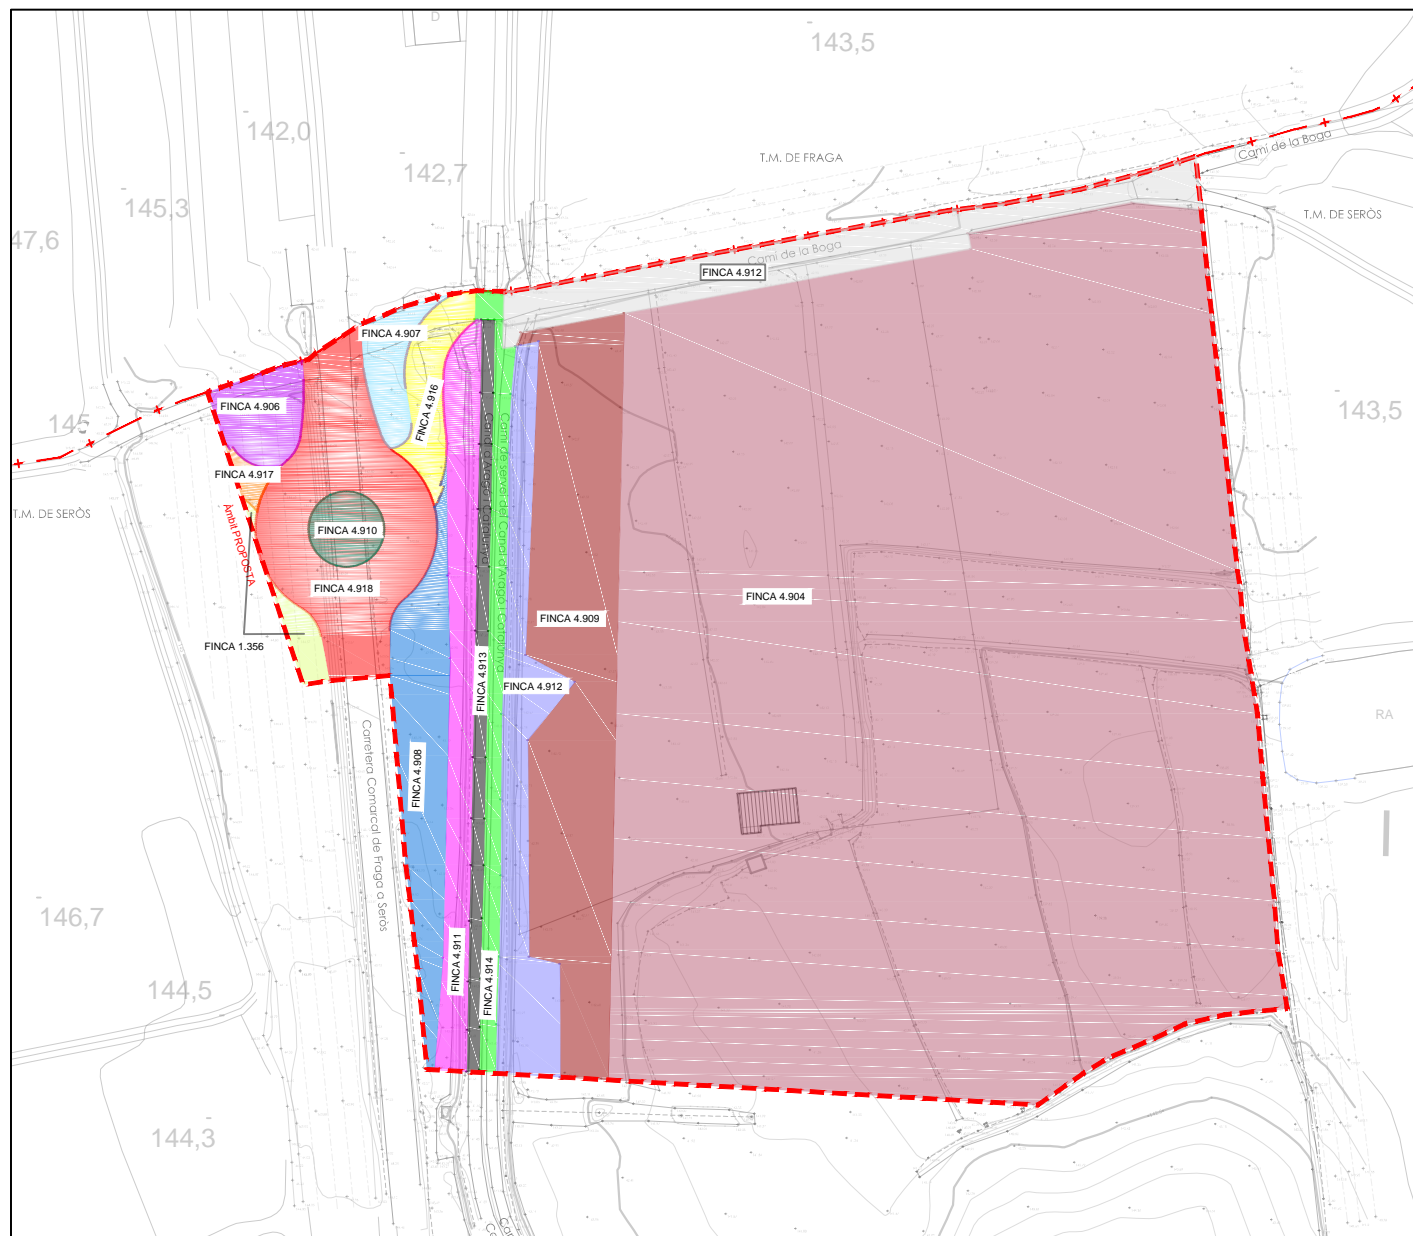 D
143,5
142,0
142,7
145,3
47,6
T.M. DE FRAGA
Camí de la Boga
T.M. DE SERÒS
Camí de la Boga
FINCA 4.912
FINCA 4.907
FINCA 4.906
FINCA 4.916
145
143,5
FINCA 4.917
T.M. DE SERÒS
Àmbit PROPOSTA
FINCA 4.910
FINCA 4.918
FINCA 1.356
Canal d'Aragó i Catalunya
Camí de servei del Canal d'Aragó i Catalunya
FINCA 4.909
FINCA 4.904
FINCA 4.913
FINCA 4.912
RA
FINCA 4.908
Carretera Comarcal de Fraga a Seròs
FINCA 4.911
FINCA 4.914
146,7
144,5
144,3